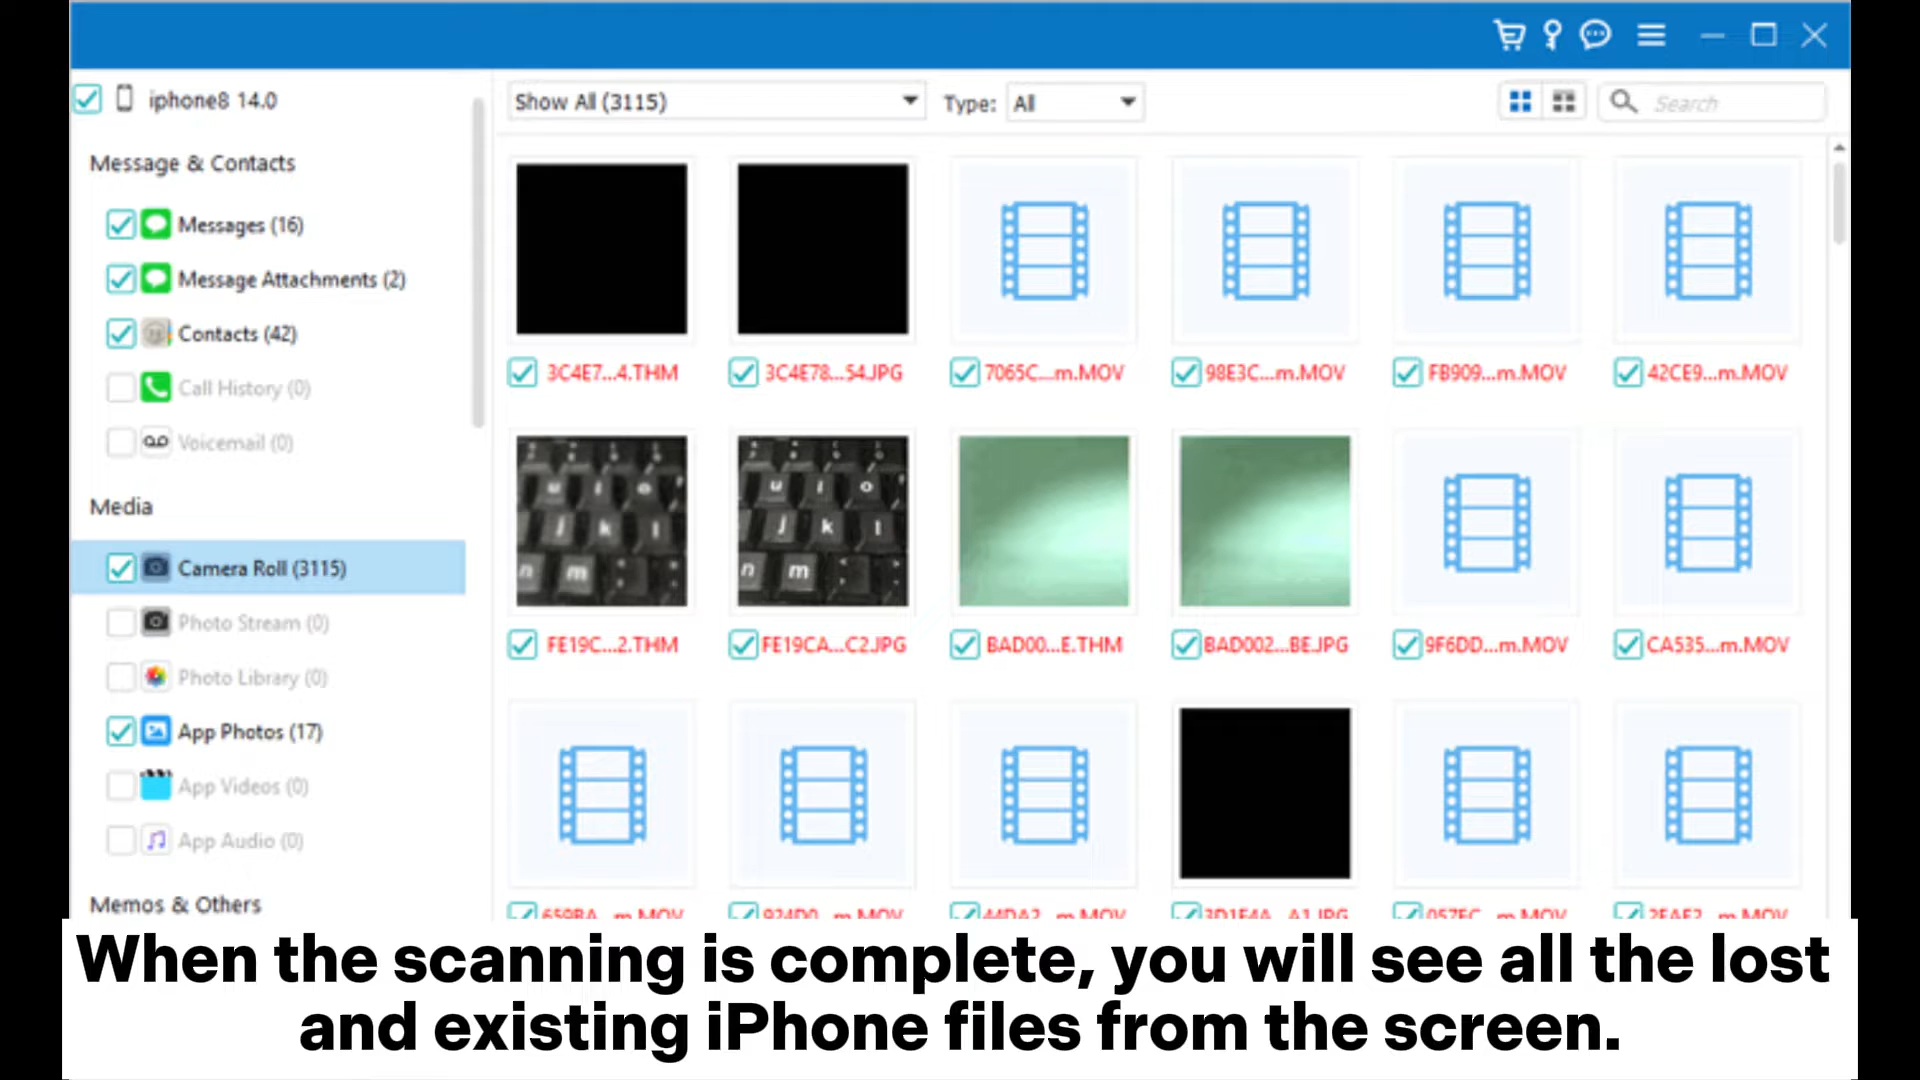 iphone8 14.0
Show All (3115)
Type: All
Search
Message & Contacts
Messages (16)
Message Attachments (2)
Contacts (42)
Call History (0)
Voicemail (0)
Media
Camera Roll (3115)
Photo Stream (0)
Photo Library (0)
App Photos (17)
App Videos (0)
App Audio (0)
Memos & Others
3C4E7...4.THM
3C4E78...54.JPG
7065C...m.MOV
98E3C...m.MOV
FB909...m.MOV
42CE9...m.MOV
u i o
j k l
n m
u i o
j k l
n m
FE19C...2.THM
FE19CA...C2.JPG
BAD00...E.THM
BAD002...BE.JPG
9F6DD...m.MOV
CA535...m.MOV
When the scanning is complete, you will see all the lost
and existing iPhone files from the screen.